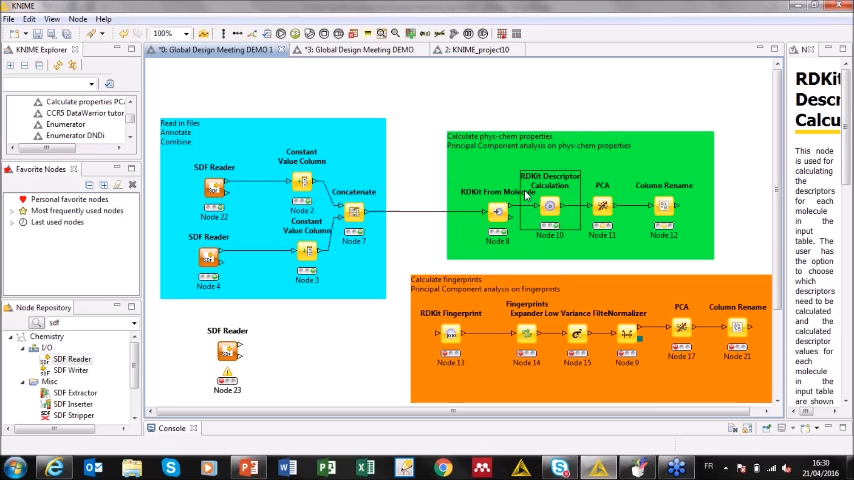 KNIME
File Edit View Node Help
100%
KNIME Explorer
*0: Global Design Meeting DEMO 1
*3: Global Design Meeting DEMO
2: KNIME_project10
Calculate properties PCA
CCR5 DataWarrior tutor
Enumerator
Enumerator DNDi
Favorite Nodes
Personal favorite nodes
Most frequently used nodes
Last used nodes
Node Repository
sdf
Chemistry
I/O
SDF Reader
SDF Writer
Misc
SDF Extractor
SDF Inserter
SDF Stripper
Read in files
Annotate
Combine
SDF Reader
Node 22
Constant
Value Column
Node 2
Concatenate
Node 7
SDF Reader
Node 4
Constant
Value Column
Node 3
SDF Reader
Node 23
Calculate phys-chem properties
Principal Component analysis on phys-chem properties
RDKit From Molecule
Node 8
RDKit Descriptor
Calculation
Node 10
PCA
Node 11
Column Rename
Node 12
Calculate fingerprints
Principal Component analysis on fingerprints
RDKit Fingerprint
Node 13
Fingerprints
Expander
Node 14
Low Variance Filte
Node 15
Normalizer
Node 9
PCA
Node 17
Column Rename
Node 21
Console
N
RDKit
Descr
Calcu
This node
is used for
calculating
the
descriptors
for each
molecule
in the
input
table. The
user has
the option
to choose
which
descriptors
need to be
calculated
and the
calculated
descriptor
values for
each
molecule
in the
input table
are shown
FR
16:30
21/04/2016